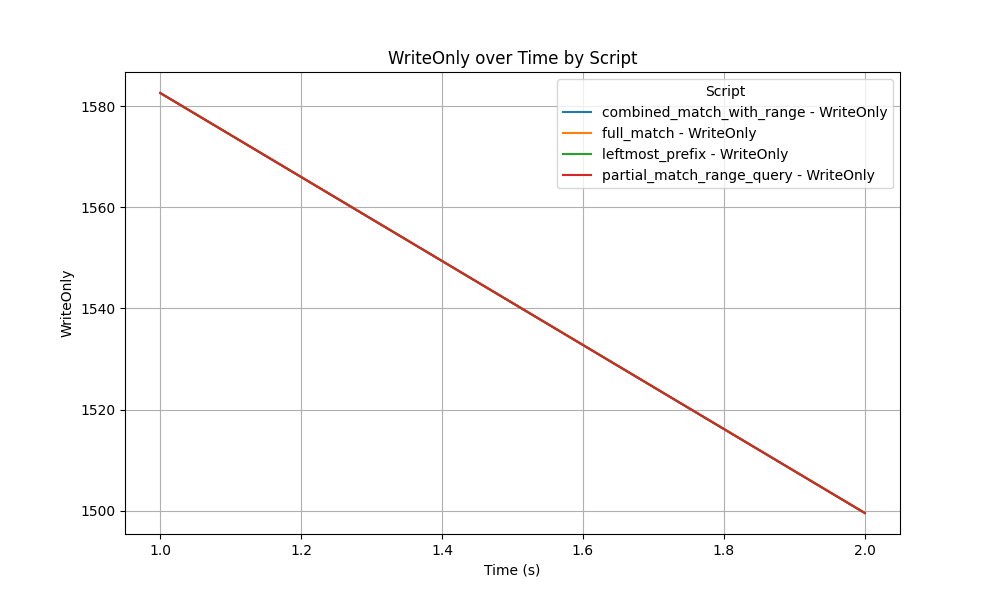 WriteOnly over Time by Script
Script
combined_match_with_range - WriteOnly
full_match - WriteOnly
leftmost_prefix - WriteOnly
partial_match_range_query - WriteOnly
WriteOnly
1580
1560
1540
1520
1500
1.0 1.2 1.4 1.6 1.8 2.0
Time (s)